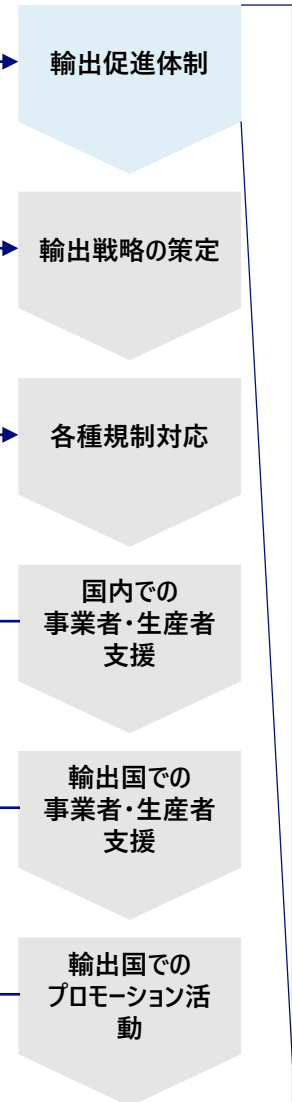 輸出促進体制
輸出戦略の策定
各種規制対応
国内での
事業者・生産者
支援
輸出国での
事業者・生産者
支援
輸出国での
プロモーション活
動